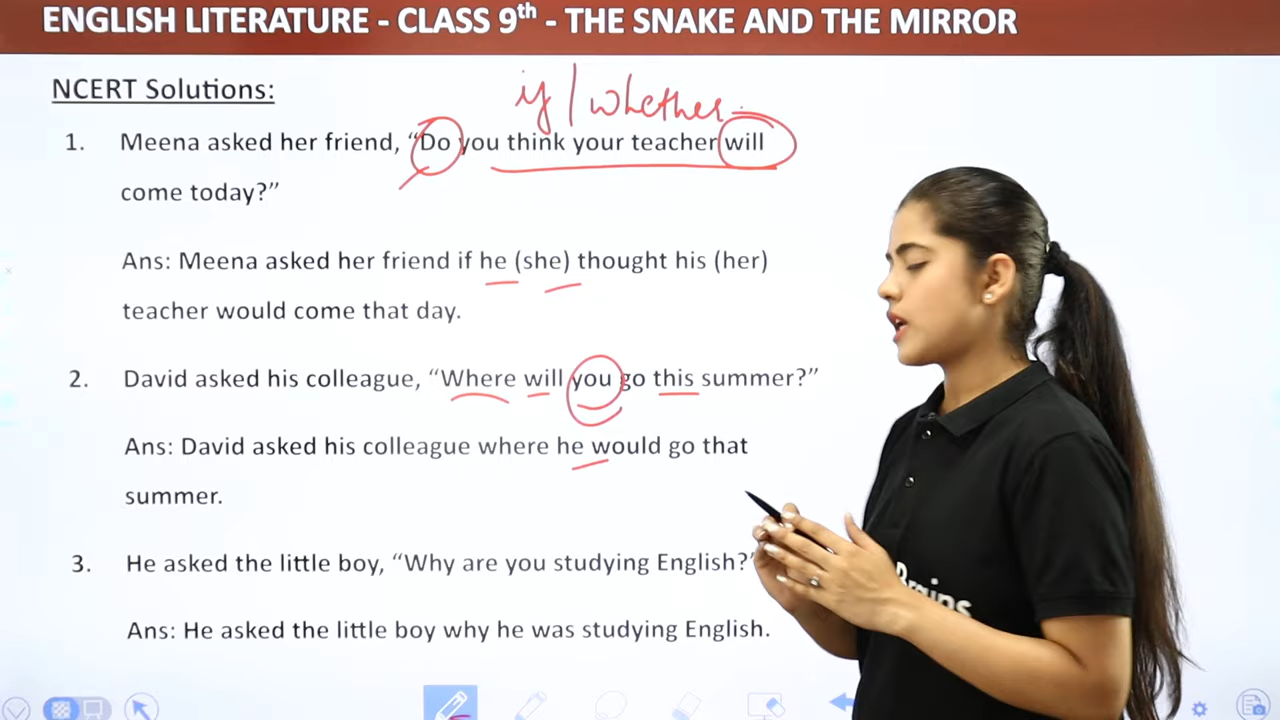 ENGLISH LITERATURE - CLASS 9th - THE SNAKE AND THE MIRROR
NCERT Solutions:
if / whether
1. Meena asked her friend, “Do you think your teacher will
come today?”
Ans: Meena asked her friend if he (she) thought his (her)
teacher would come that day.
2. David asked his colleague, “Where will you go this summer?”
Ans: David asked his colleague where he would go that
summer.
3. He asked the little boy, “Why are you studying English?”
Ans: He asked the little boy why he was studying English.
Brains